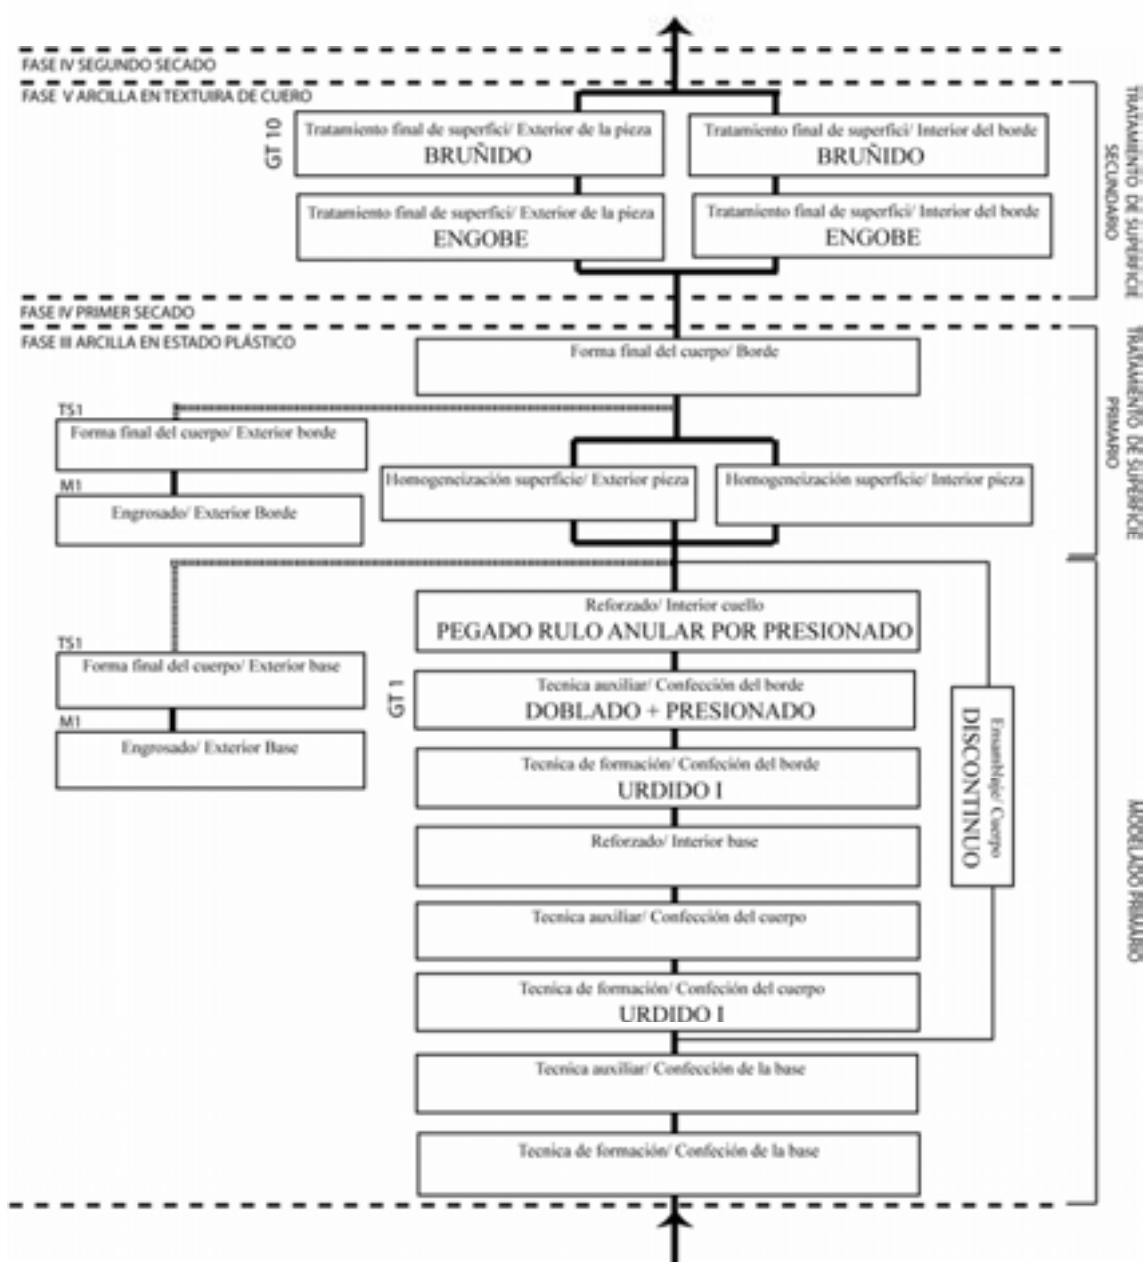 FASE IV SEGUNDO SECADO
FASE V ARCILLA EN TEXTUIRA DE CUERO
GT 10
Tratamiento final de superfici/ Exterior de la pieza
BRUÑIDO
Tratamiento final de superfici/ Interior del borde
BRUÑIDO
Tratamiento final de superfici/ Exterior de la pieza
ENGOBE
Tratamiento final de superfici/ Interior del borde
ENGOBE
TRATAMIENTO DE SUPERFICIE
SECUNDARIO
FASE IV PRIMER SECADO
FASE III ARCILLA EN ESTADO PLÁSTICO
Forma final del cuerpo/ Borde
TS1
Forma final del cuerpo/ Exterior borde
M1
Engrosado/ Exterior Borde
Homogeneización superficie/ Exterior pieza
Homogeneización superficie/ Interior pieza
TRATAMIENTO DE SUPERFICIE
PRIMARIO
Reforzado/ Interior cuello
PEGADO RULO ANULAR POR PRESIONADO
TS1
Forma final del cuerpo/ Exterior base
M1
Engrosado/ Exterior Base
GT 1
Tecnica auxiliar/ Confección del borde
DOBLADO + PRESIONADO
Tecnica de formación/ Confeción del borde
URDIDO I
Reforzado/ Interior base
Tecnica auxiliar/ Confección del cuerpo
Tecnica de formación/ Confeción del cuerpo
URDIDO I
Ensamblaje/ Cuerpo
DISCONTINUO
Tecnica auxiliar/ Confección de la base
Tecnica de formación/ Confeción de la base
MODELADO PRIMARIO